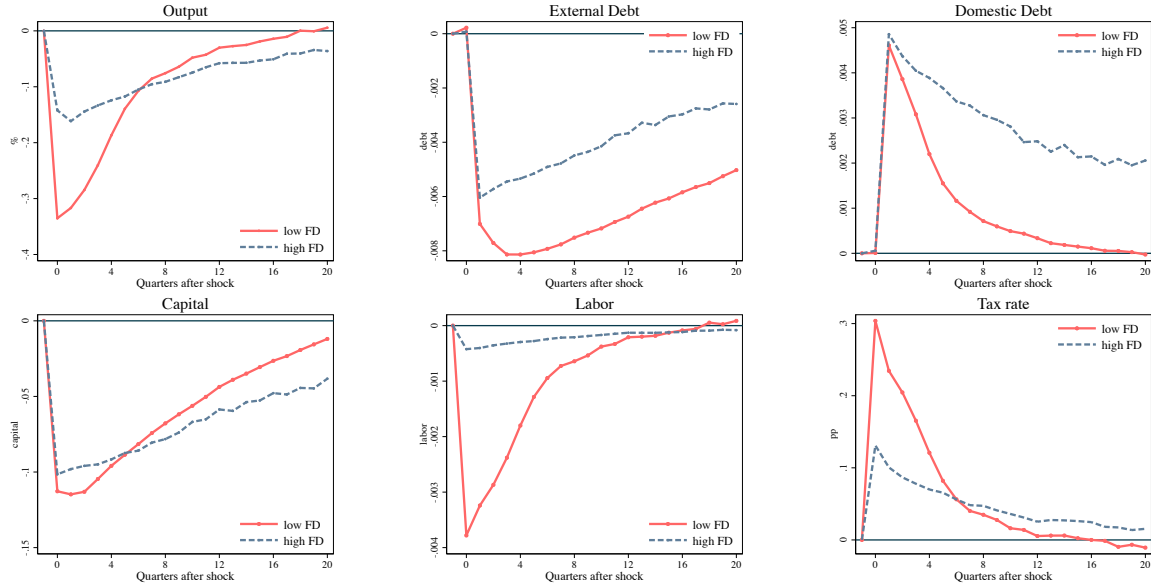 Output
0
-.1
%
-.2
-.3
-.4
low FD
high FD
0 4 8 12 16 20
Quarters after shock
External Debt
0
-.002
debt
-.004
-.006
-.008
low FD
high FD
0 4 8 12 16 20
Quarters after shock
Domestic Debt
.005
.004
.003
debt
.002
.001
0
low FD
high FD
0 4 8 12 16 20
Quarters after shock
Capital
0
-.05
capital
-.1
-.15
low FD
high FD
0 4 8 12 16 20
Quarters after shock
Labor
0
-.001
labor
-.002
-.003
-.004
low FD
high FD
0 4 8 12 16 20
Quarters after shock
Tax rate
.3
.2
pp
.1
0
low FD
high FD
0 4 8 12 16 20
Quarters after shock